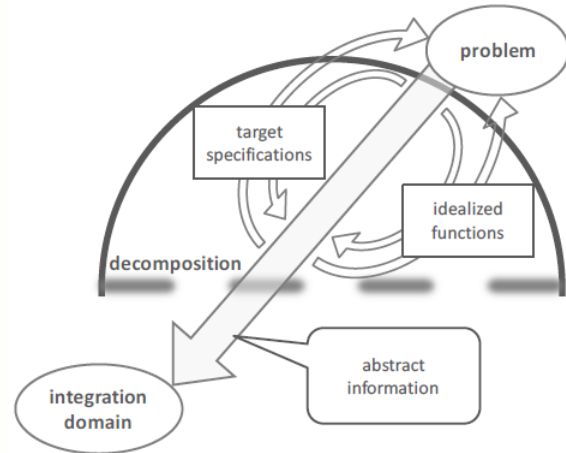 problem
target
specifications
idealized
functions
decomposition
abstract
information
integration
domain